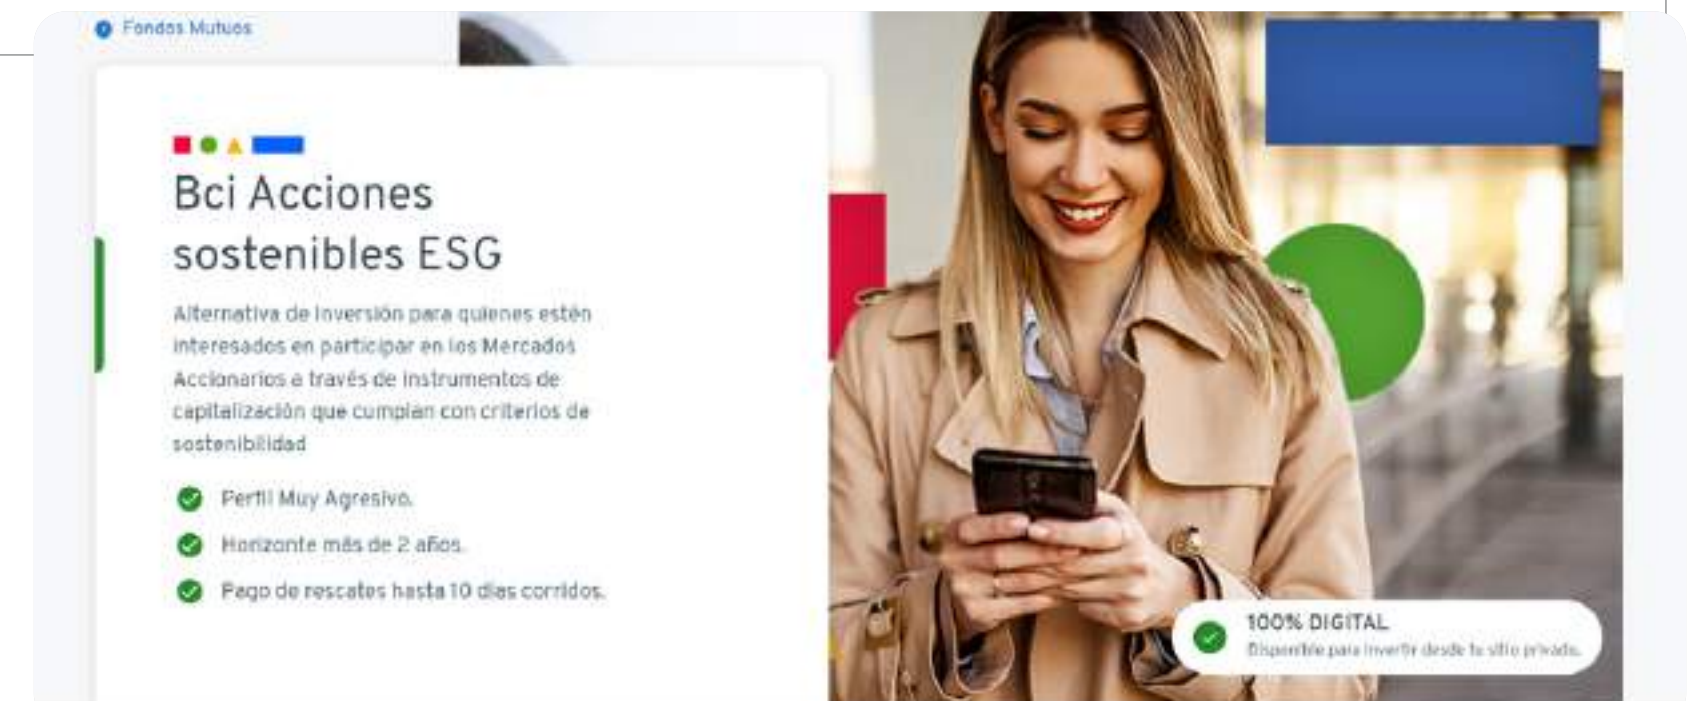 Fondos Mutuos
Bci Acciones
sostenibles ESG
Alternativa de inversión para quienes estén
interesados en participar en los Mercados
Accionarios a través de instrumentos de
capitalización que cumplan con criterios de
sostenibilidad
Perfil Muy Agresivo.
Horizonte más de 2 años.
Pago de rescates hasta 10 días corridos.
100% DIGITAL
Disponible para invertir desde tu sitio privado.